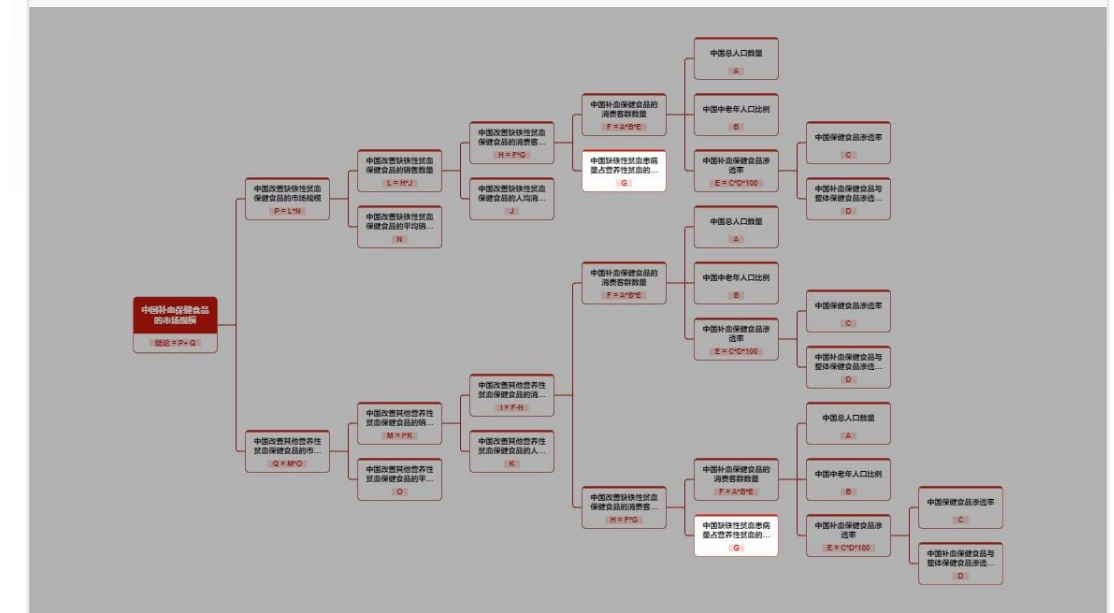 中国总人口数量
A
中国补血保健食品的
消费客群数量
F = A*B*E
中国中老年人口比例
B
中国改善缺铁性贫血
保健食品的消费客...
H = F*G
中国保健食品渗透率
C
中国改善缺铁性贫血
保健食品的销售数量
L = H*J
中国缺铁性贫血患病
量占营养性贫血的...
G
中国补血保健食品渗
透率
E = C*D*100
中国改善缺铁性贫血
保健食品的市场规模
P = L*N
中国改善缺铁性贫血
保健食品的人均消...
J
中国补血保健食品与
整体保健食品渗透...
D
中国改善缺铁性贫血
保健食品的平均销...
N
中国总人口数量
A
中国补血保健食品的
消费客群数量
F = A*B*E
中国中老年人口比例
B
中国补血保健食品
的市场规模
结论 = P+ Q
中国保健食品渗透率
C
中国补血保健食品渗
透率
E = C*D*100
中国补血保健食品与
整体保健食品渗透...
D
中国改善其他营养性
贫血保健食品的消...
I = F-H
中国改善其他营养性
贫血保健食品的销...
M = I*K
中国总人口数量
A
中国改善其他营养性
贫血保健食品的市...
Q = M*O
中国改善其他营养性
贫血保健食品的人...
K
中国补血保健食品的
消费客群数量
F = A*B*E
中国中老年人口比例
B
中国改善其他营养性
贫血保健食品的平...
O
中国改善缺铁性贫血
保健食品的消费客...
H = F*G
中国保健食品渗透率
C
中国缺铁性贫血患病
量占营养性贫血的...
G
中国补血保健食品渗
透率
E = C*D*100
中国补血保健食品与
整体保健食品渗透...
D